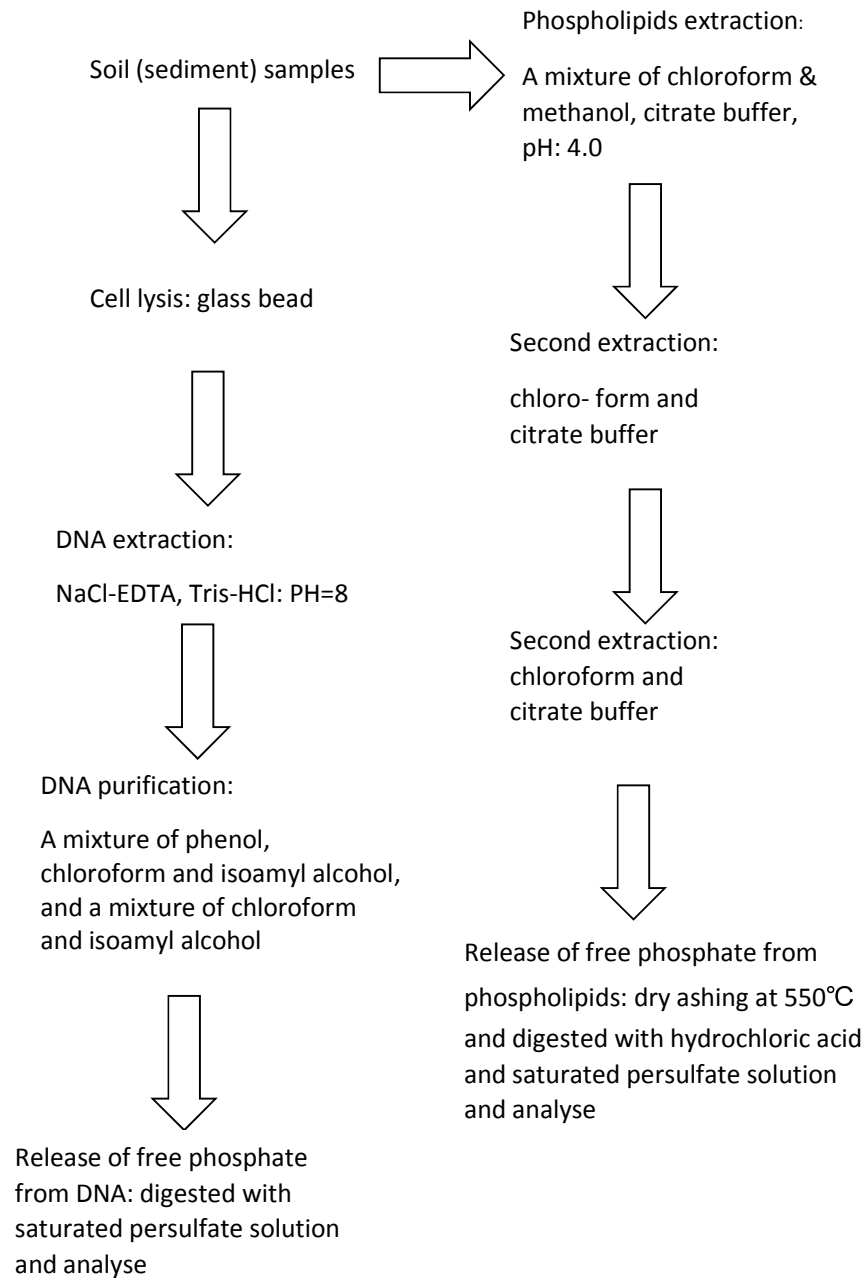 Soil (sediment) samples
Cell lysis: glass bead
DNA extraction:
NaCl-EDTA, Tris-HCl: PH=8
DNA purification:
A mixture of phenol,
chloroform and isoamyl alcohol,
and a mixture of chloroform
and isoamyl alcohol
Release of free phosphate
from DNA: digested with
saturated persulfate solution
and analyse
Phospholipids extraction:
A mixture of chloroform &
methanol, citrate buffer,
pH: 4.0
Second extraction:
chloro- form and
citrate buffer
Second extraction:
chloroform and
citrate buffer
Release of free phosphate from
phospholipids: dry ashing at 550℃
and digested with hydrochloric acid
and saturated persulfate solution
and analyse